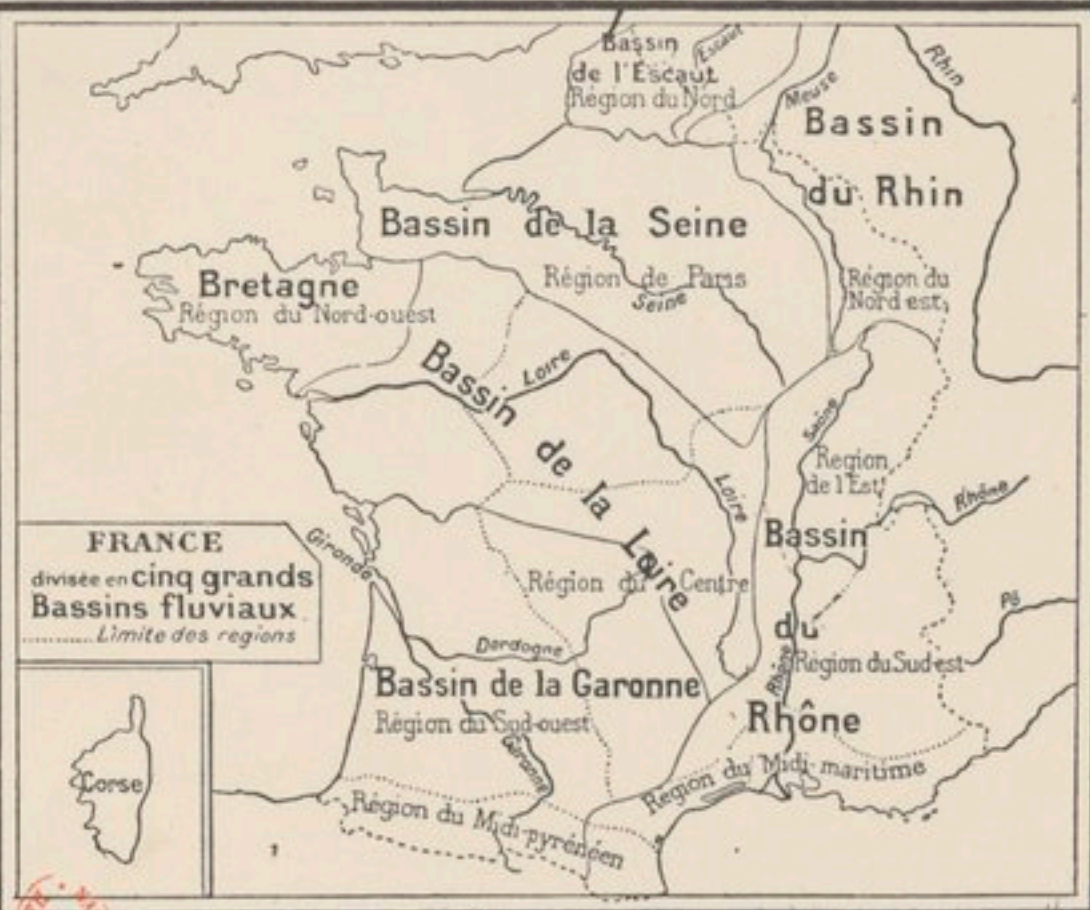 Bassin
de l'Escaut
Région du Nord
Escaut
Meuse
Rhin
Bassin
du Rhin
Bassin de la Seine
Région de Paris
Seine
Région du
Nord est
Bretagne
Région du Nord-ouest
Bassin de la Loire
Loire
Loire
Saône
Region
de l'Est
Rhône
Bassin
du
Rhône
Rhône
Région du Sud est
Pô
Région du Centre
Gironde
Dordogne
Bassin de la Garonne
Région du Sud-ouest
Garonne
Région du Midi-maritime
Région du Midi-pyrénéen
FRANCE
divisée en cinq grands
Bassins fluviaux
Limite des regions
Corse